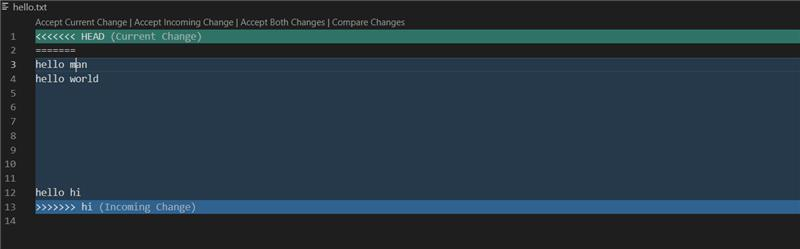 hello.txt
Accept Current Change | Accept Incoming Change | Accept Both Changes | Compare Changes
1 <<<<<<< HEAD (Current Change)
2 =======
3 hello man
4 hello world
5
6
7
8
9
10
11
12 hello hi
13 >>>>>>> hi (Incoming Change)
14